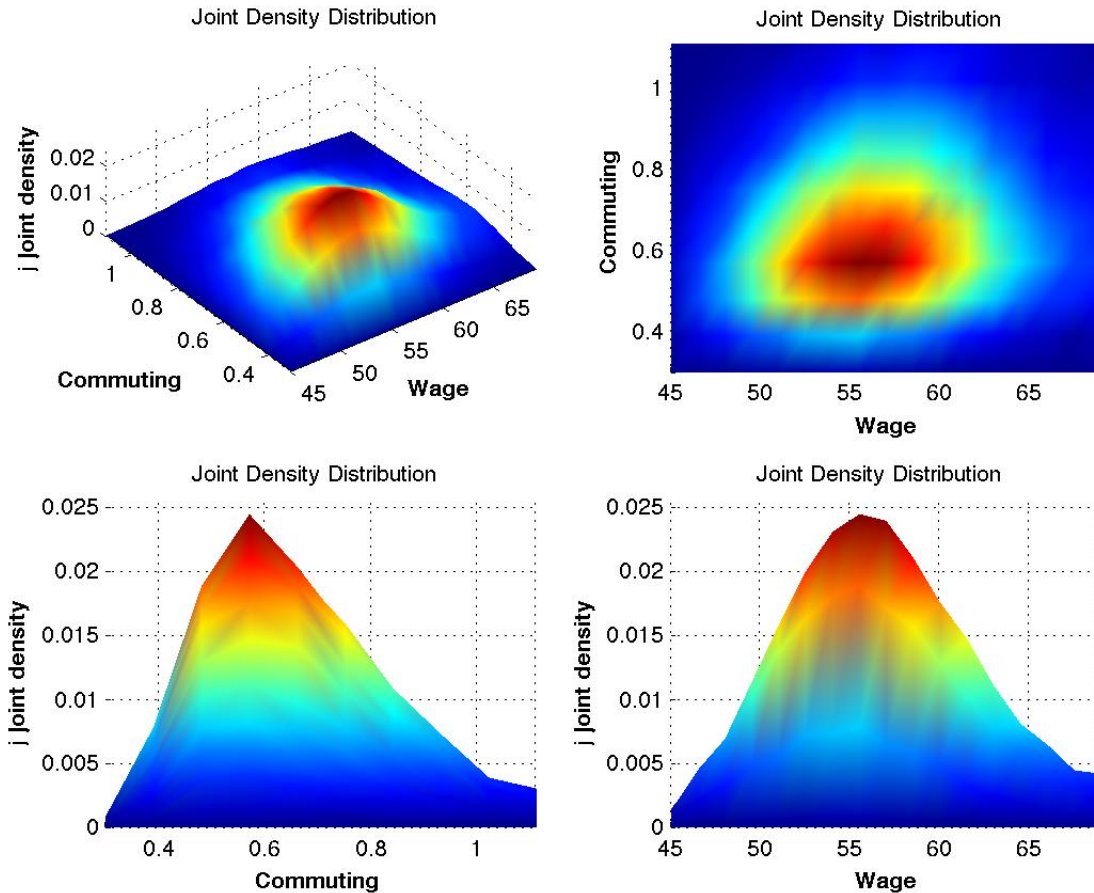 Joint Density Distribution
j Joint density
0.02
0.01
0
1
0.8
0.6
0.4
Commuting
45
50
55
60
65
Wage
Joint Density Distribution
Commuting
1
0.8
0.6
0.4
45 50 55 60 65
Wage
Joint Density Distribution
j Joint density
0.025
0.02
0.015
0.01
0.005
0
0.4 0.6 0.8 1
Commuting
Joint Density Distribution
j Joint density
0.025
0.02
0.015
0.01
0.005
0
45 50 55 60 65
Wage